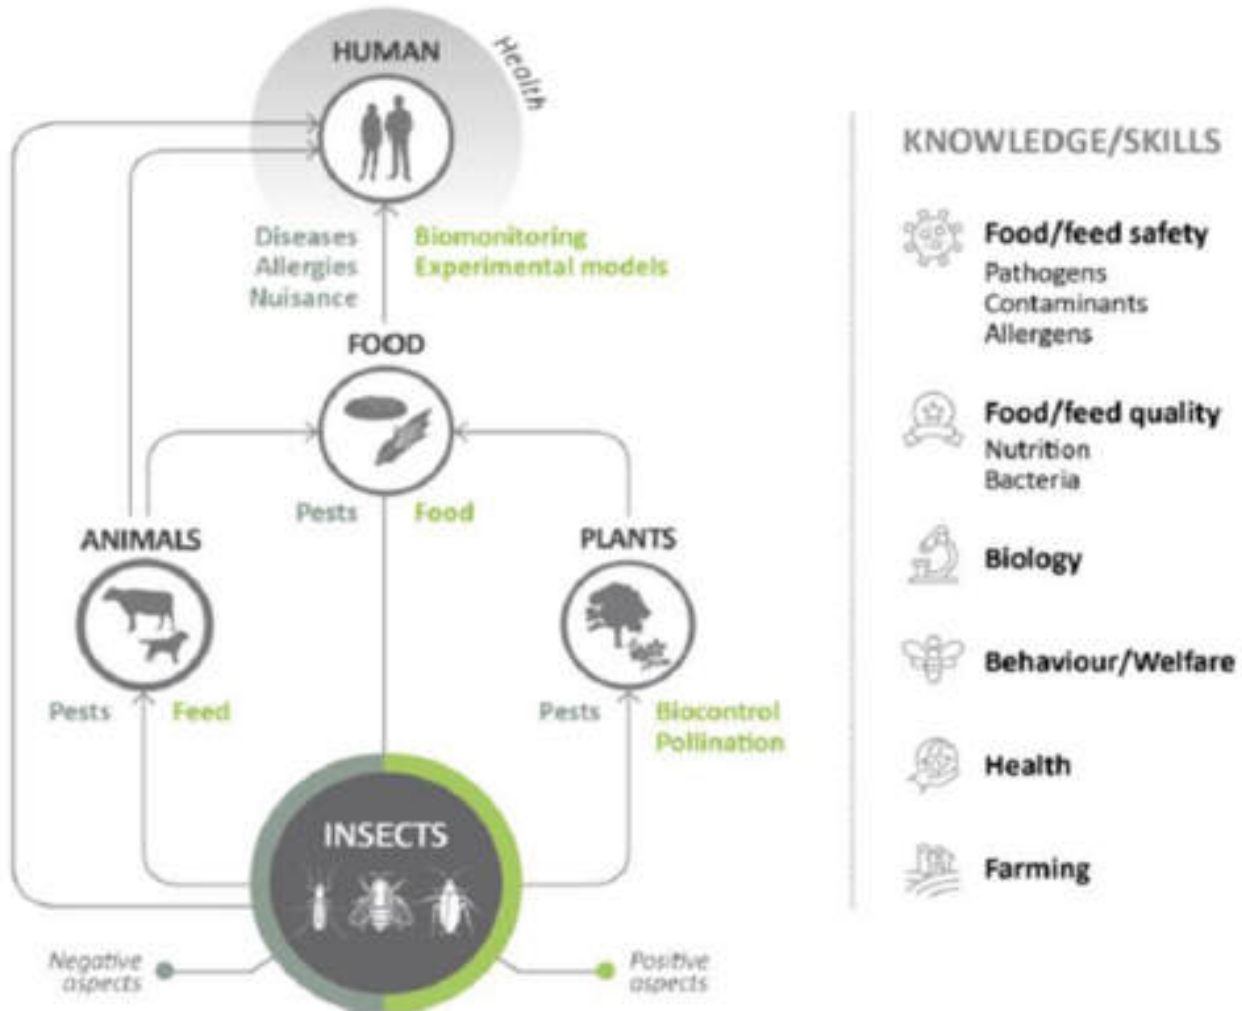 HUMAN
Health
Diseases
Allergies
Nuisance
Biomonitoring
Experimental models
FOOD
Pests
Food
ANIMALS
Pests
Feed
PLANTS
Pests
Biocontrol
Pollination
INSECTS
Negative
aspects
Positive
aspects
KNOWLEDGE/SKILLS
Food/feed safety
Pathogens
Contaminants
Allergens
Food/feed quality
Nutrition
Bacteria
Biology
Behaviour/Welfare
Health
Farming